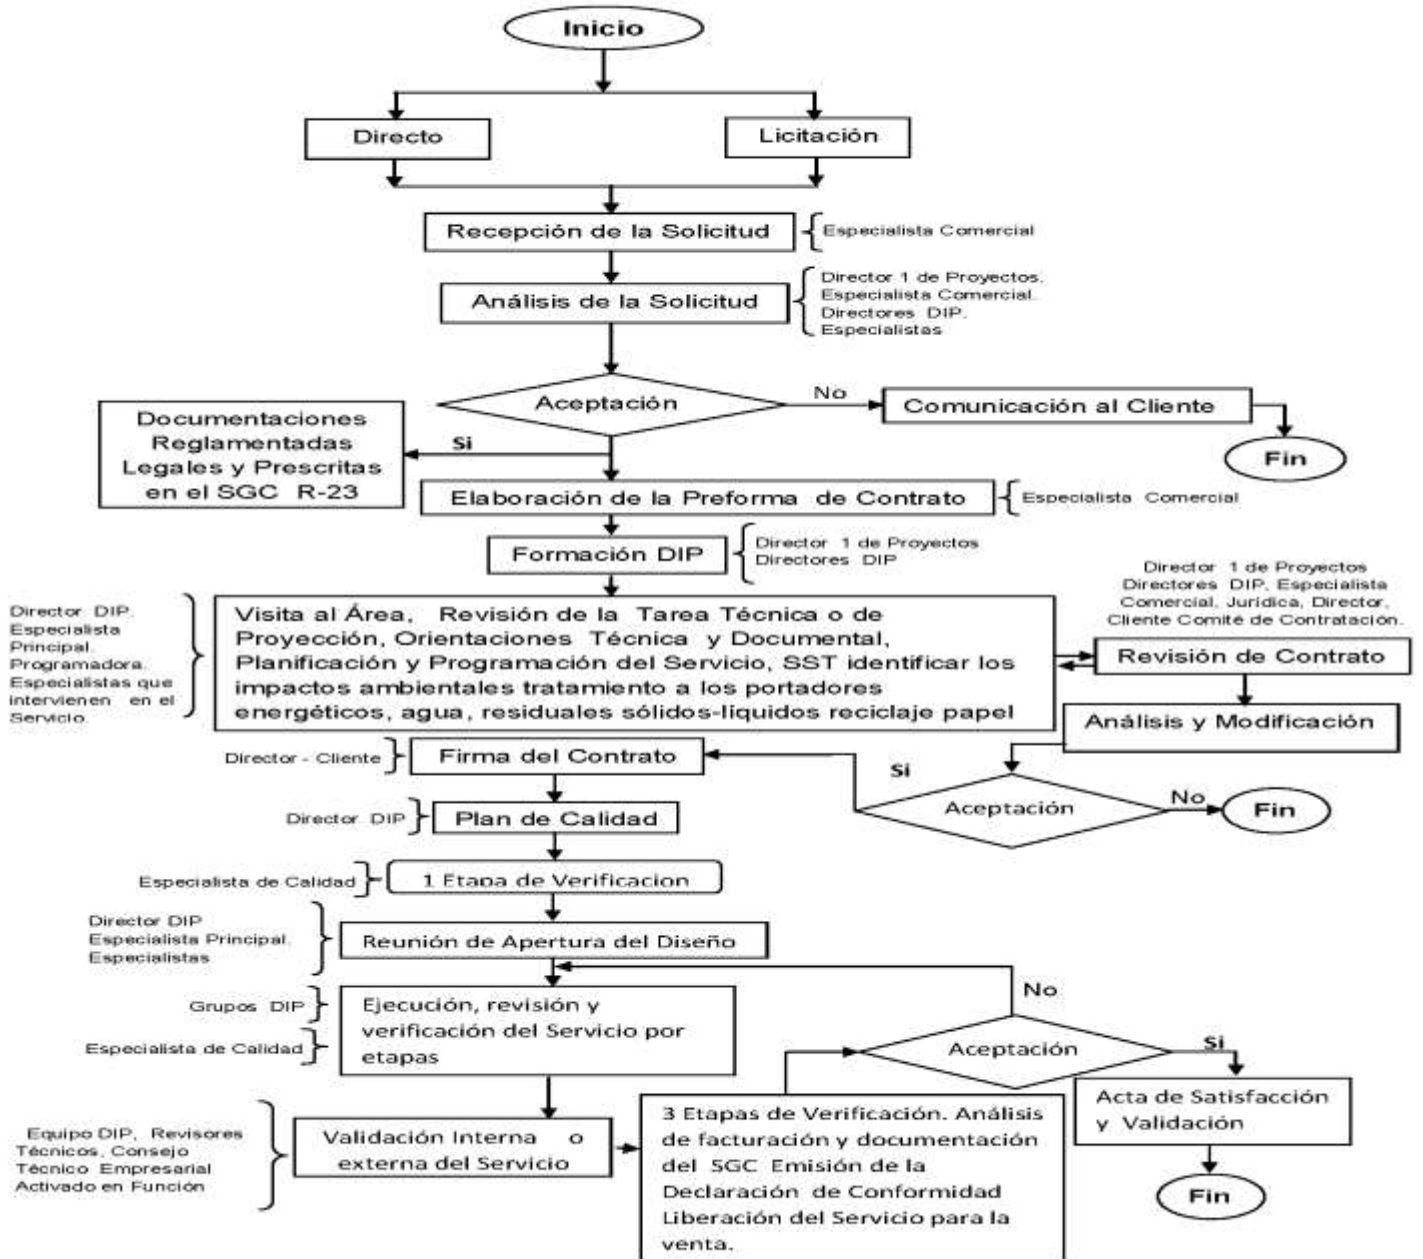 Inicio
Directo
Licitación
Recepción de la Solicitud
Especialista Comercial
Análisis de la Solicitud
Director 1 de Proyectos.
Especialista Comercial.
Directores DIP.
Especialistas
Aceptación
No
Comunicación al Cliente
Fin
Si
Documentaciones
Reglamentadas
Legales y Prescritas
en el SGC R-23
Elaboración de la Preforma de Contrato
Especialista Comercial
Formación DIP
Director 1 de Proyectos
Directores DIP
Director DIP.
Especialista
Principal.
Programadora.
Especialistas que
intervienen en el
Servicio
Visita al Área, Revisión de la Tarea Técnica o de
Proyección, Orientaciones Técnica y Documental,
Planificación y Programación del Servicio, SST identificar los
impactos ambientales tratamiento a los portadores
energéticos, agua, residuales sólidos-líquidos reciclaje papel
Director 1 de Proyectos
Directores DIP, Especialista
Comercial, Jurídica, Director,
Cliente Comité de Contratación.
Revisión de Contrato
Análisis y Modificación
Aceptación
No
Fin
Si
Director - Cliente
Firma del Contrato
Director DIP
Plan de Calidad
Especialista de Calidad
1 Etapa de Verificacion
Director DIP
Especialista Principal.
Especialistas
Reunión de Apertura del Diseño
Grupos DIP
Especialista de Calidad
Ejecución, revisión y
verificación del Servicio por
etapas
Equipo DIP, Revisores
Técnicos, Consejo
Técnico Empresarial
Activado en Función
Validación Interna o
externa del Servicio
3 Etapas de Verificación. Análisis
de facturación y documentación
del SGC Emisión de la
Declaración de Conformidad
Liberación del Servicio para la
venta.
Aceptación
No
Si
Acta de Satisfacción
y Validación
Fin